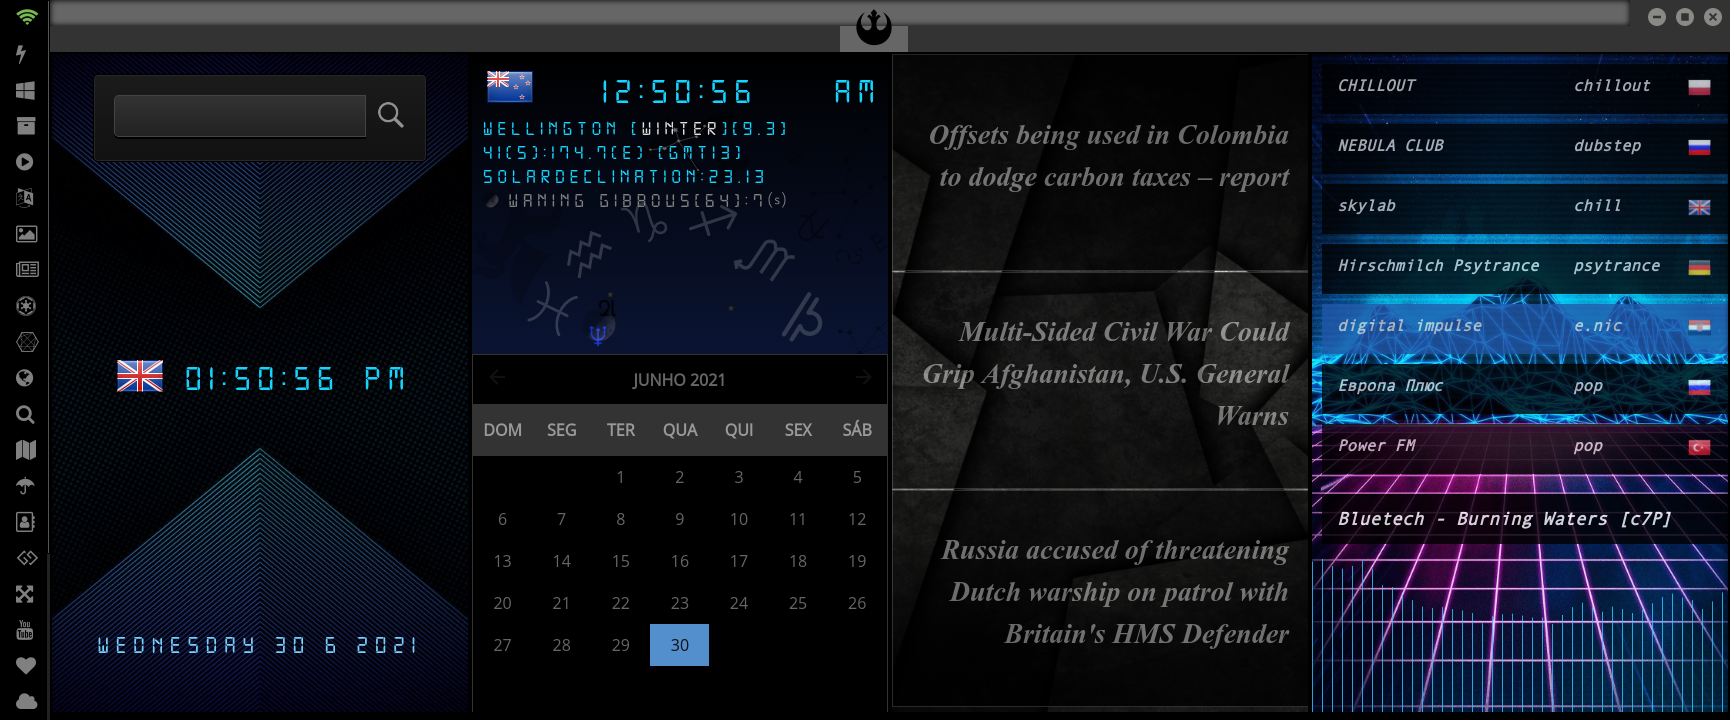 01:50:56 PM
WEDNESDAY 30 6 2021
12:50:56 AM
WELLINGTON [WINTER][9.3]
41(S):174.7(E) [GMT13]
SOLARDECLINATION:23.13
WANING GIBBOUS[64]:7(s)
JUNHO 2021
DOM SEG TER QUA QUI SEX SÁB
1 2 3 4 5
6 7 8 9 10 11 12
13 14 15 16 17 18 19
20 21 22 23 24 25 26
27 28 29 30
Offsets being used in Colombia
to dodge carbon taxes – report
Multi-Sided Civil War Could
Grip Afghanistan, U.S. General
Warns
Russia accused of threatening
Dutch warship on patrol with
Britain's HMS Defender
CHILLOUT chillout
NEBULA CLUB dubstep
skylab chill
Hirschmilch Psytrance psytrance
digital impulse e.nic
Европа Плюс pop
Power FM pop
Bluetech - Burning Waters [c7P]
You
Tube